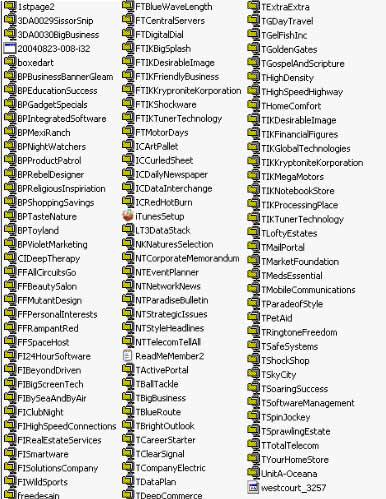 1stpage2
3DA0029SissorSnip
3DA0030BigBusiness
20040823-008-i32
boxedart
BPBusinessBannerGleam
BPEducationSuccess
BPGadgetSpecials
BPIntegratedSoftware
BPMexiRanch
BPNightWatchers
BPProductPatrol
BPRebelDesigner
BPReligiousInspiriation
BPShoppingSavings
BPTasteNature
BPToyland
BPVioletMarketing
CIDeepTherapy
FFAllCircuitsGo
FFBeautySalon
FFMutantDesign
FFPersonalInterests
FFRampantRed
FFSpaceHost
FI24HourSoftware
FIBeyondDriven
FIBigScreenTech
FIBySeaAndByAir
FIClubNight
FIHighSpeedConnections
FIRealEstateServices
FISmartware
FISolutionsCompany
FIWildSports
freedesain
FTBlueWaveLength
FTCentralServers
FTDigitalDial
FTIKBigSplash
FTIKDesirableImage
FTIKFriendlyBusiness
FTIKKryproniteKorporation
FTIKShockware
FTIKTunerTechnology
FTMotorDays
ICArtPallet
ICCurledSheet
ICDailyNewspaper
ICDataInterchange
ICRedHotBurn
iTunesSetup
LT3DataStack
NKNaturesSelection
NTCorporateMemorandum
NTEventPlanner
NTNetworkNews
NTParadiseBulletin
NTStrategicIssues
NTStyleHeadlines
NTTelecomTellAll
ReadMeMember2
TActivePortal
TBallTackle
TBigBusiness
TBlueRoute
TBrightOutlook
TCareerStarter
TClearSignal
TCompanyElectric
TDataPlan
TDeepCommerce
TExtraExtra
TGDayTravel
TGelFishInc
TGoldenGates
TGospelAndScripture
THighDensity
THighSpeedHighway
THomeComfort
TIKDesirableImage
TIKFinancialFigures
TIKGlobalTechnologies
TIKKryptoniteKorporation
TIKMegaMotors
TIKNotebookStore
TIKProcessingPlace
TIKTunerTechnology
TLoftyEstates
TMailPortal
TMarketFoundation
TMedsEssential
TMobileCommunications
TParadeofStyle
TPetAid
TRingtoneFreedom
TSafeSystems
TShockShop
TSkyCity
TSoaringSuccess
TSoftwareManagement
TSpinJockey
TSprawlingEstate
TTotalTelecom
TYourHomeStore
UnitA-Oceana
westcourt_3257